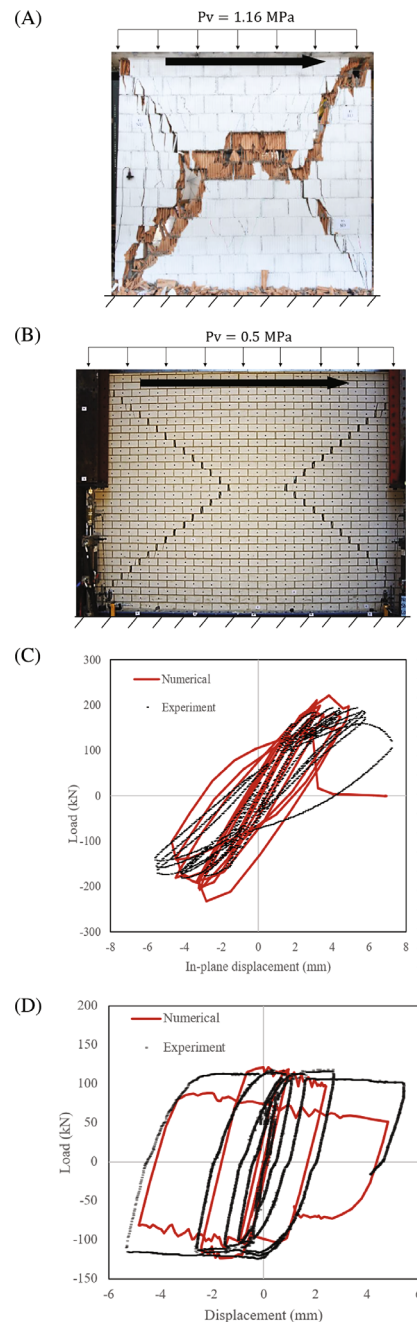 (A)
Pv = 1.16 MPa
(B)
Pv = 0.5 MPa
(C)
300
200
100
0
-100
-200
-300
Load (kN)
Numerical
Experiment
-8 -6 -4 -2 0 2 4 6 8
In-plane displacement (mm)
(D)
200
150
100
50
0
-50
-100
-150
Load (kN)
Numerical
Experiment
-6 -4 -2 0 2 4 6
Displacement (mm)